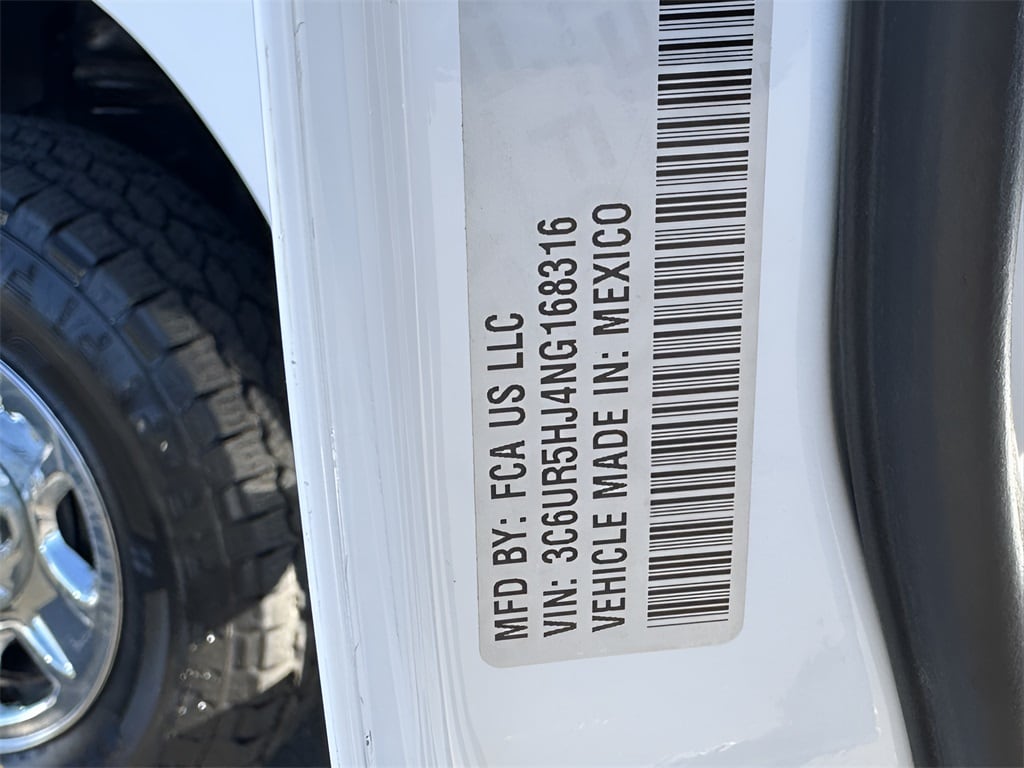 MFD BY: FCA US LLC
VIN: 3C6UR5HJ4NG168316
VEHICLE MADE IN: MEXICO